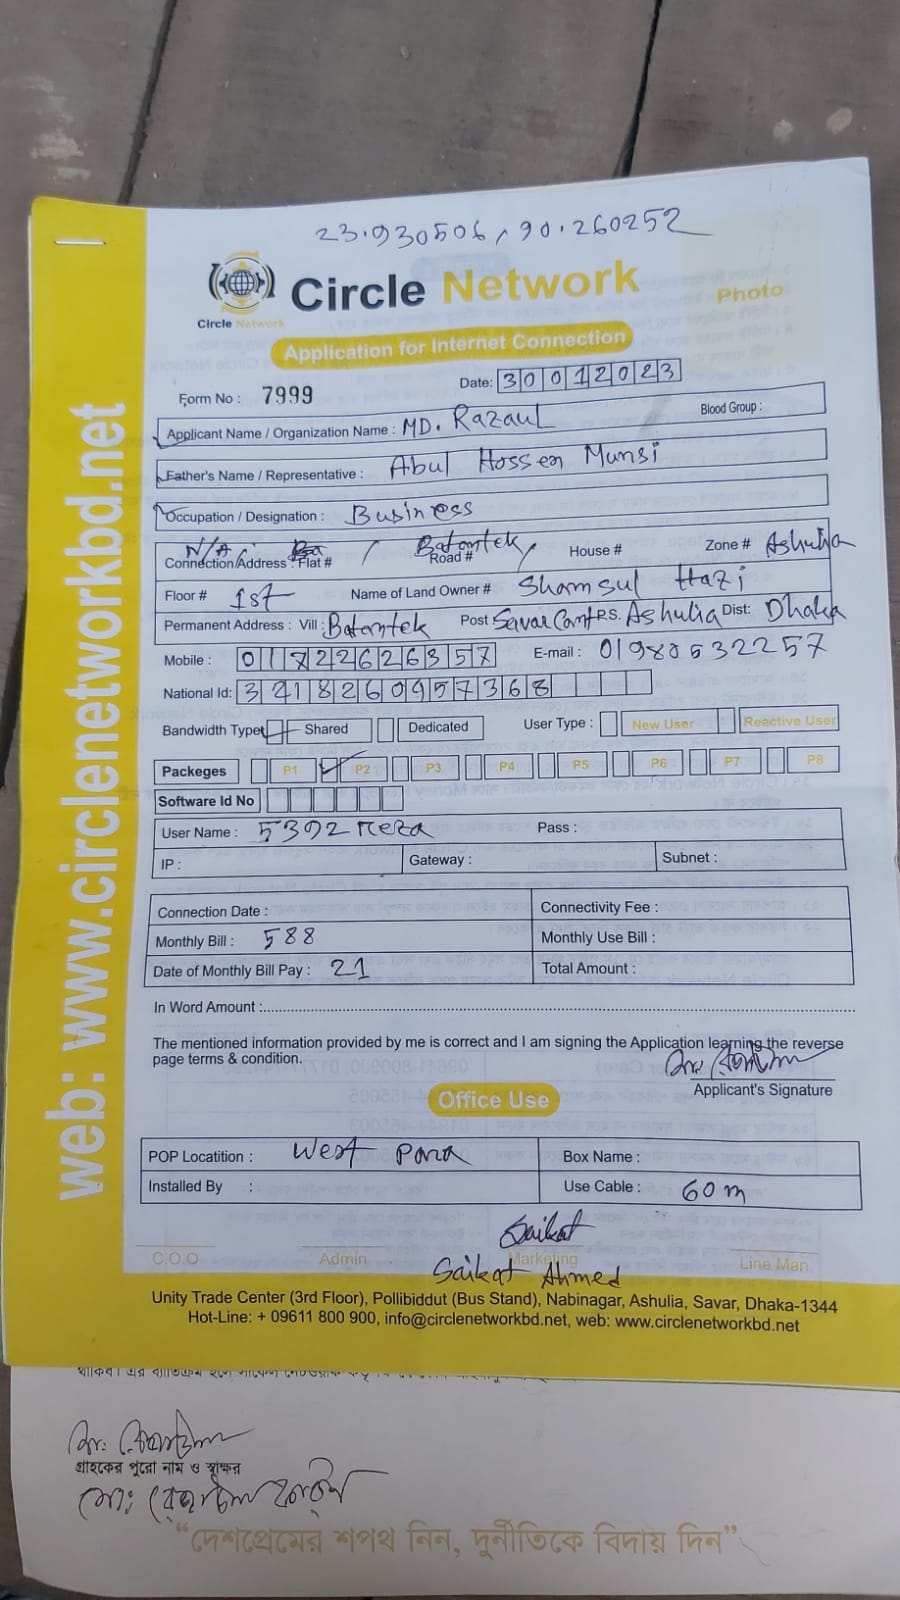 23.930506, 90.260252
Circle Network
Circle Network
Photo
Application for Internet Connection
Form No : 7999
Date: 30012023
Applicant Name / Organization Name : MD. Razaul
Blood Group :
Father's Name / Representative : Abul Hossen Munsi
Occupation / Designation : Business
Connection Address : Flat # N/A / Road # Batantek, House # Zone # Ashulia
Floor # 1st Name of Land Owner # Shamsul Hazi
Permanent Address : Vill : Batantek Post Savar Cant P.S. Ashulia Dist: Dhaka
Mobile : 01722626357 E-mail : 01980532257
National Id: 3218260957368
Bandwidth Type Shared Dedicated User Type : New User Reactive User
Packeges P1 P2 P3 P4 P5 P6 P7 P8
Software Id No
User Name : 5392 reza Pass :
IP : Gateway : Subnet :
Connection Date : Connectivity Fee :
Monthly Bill : 588 Monthly Use Bill :
Date of Monthly Bill Pay : 21 Total Amount :
In Word Amount :
The mentioned information provided by me is correct and I am signing the Application learning the reverse
page terms & condition.
Applicant's Signature
Office Use
POP Locatition : West Para Box Name :
Installed By : Use Cable : 60 m
Saikat
C.O.O Admin Marketing Line Man
Saikat Ahmed
Unity Trade Center (3rd Floor), Pollibiddut (Bus Stand), Nabinagar, Ashulia, Savar, Dhaka-1344
Hot-Line: + 09611 800 900, info@circlenetworkbd.net, web: www.circlenetworkbd.net
web: www.circlenetworkbd.net
গ্রাহকের পুরো নাম ও স্বাক্ষর
“দেশপ্রেমের শপথ নিন, দুর্নীতিকে বিদায় দিন”